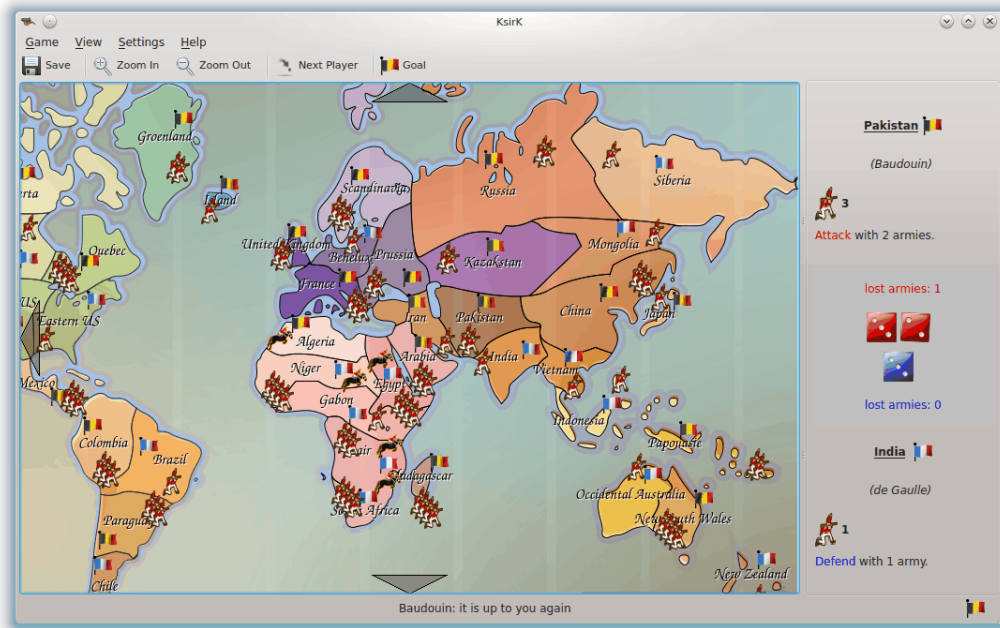 KsirK
Game View Settings Help
Save Zoom In Zoom Out Next Player Goal
Groenland
Island
Scandinavia
Russia
Siberia
Quebec
United Kingdom
Benelux
Prussia
Kazakstan
Mongolia
France
US
Eastern US
Iran
Pakistan
China
Japan
Algeria
Arabia
India
Vietnam
Mexico
Niger
Egypt
Gabon
Colombia
Brazil
Indonesia
Papouasie
Madagascar
Occidental Australia
Paraguay
South Africa
New South Wales
Chile
New Zealand
Pakistan
(Baudouin)
3
Attack with 2 armies.
lost armies: 1
lost armies: 0
India
(de Gaulle)
1
Defend with 1 army.
Baudouin: it is up to you again